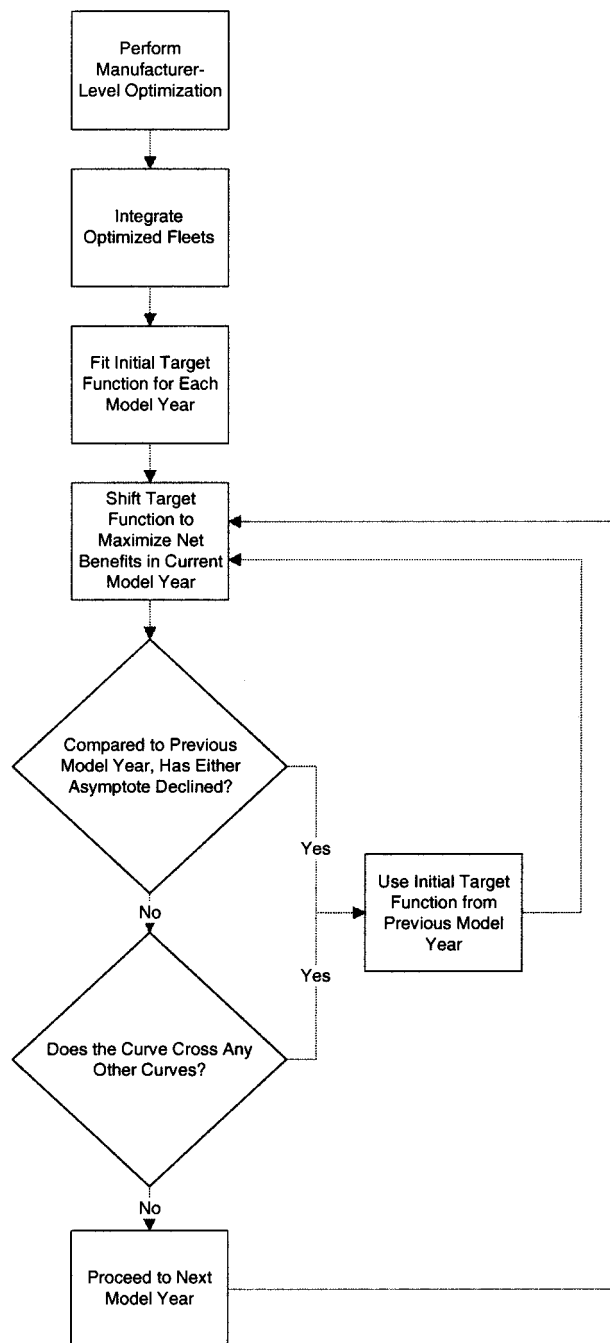 Perform
Manufacturer-
Level Optimization
Integrate
Optimized Fleets
Fit Initial Target
Function for Each
Model Year
Shift Target
Function to
Maximize Net
Benefits in Current
Model Year
Compared to Previous
Model Year, Has Either
Asymptote Declined?
Yes
No
Use Initial Target
Function from
Previous Model
Year
Yes
Does the Curve Cross Any
Other Curves?
No
Proceed to Next
Model Year